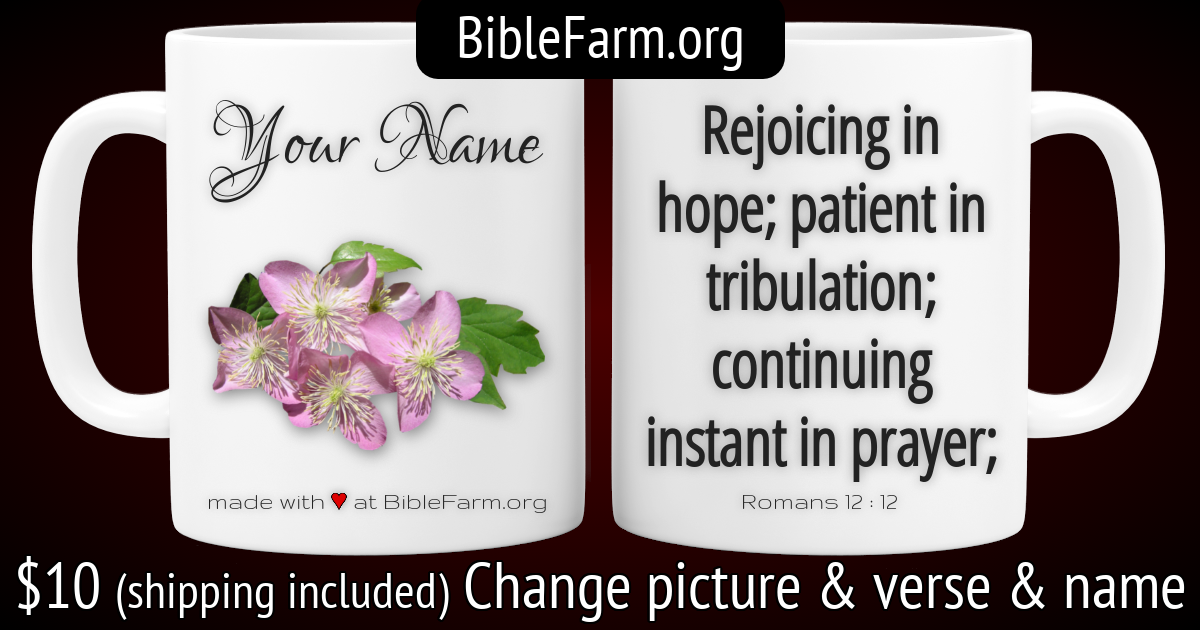 BibleFarm.org
Your Name
made with ♥ at BibleFarm.org
Rejoicing in
hope; patient in
tribulation;
continuing
instant in prayer;
Romans 12 : 12
$10 (shipping included) Change picture & verse & name